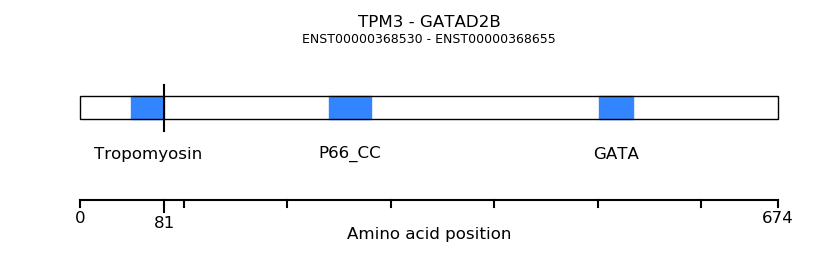 TPM3 - GATAD2B
ENST00000368530 - ENST00000368655
Tropomyosin P66_CC GATA
0 81 674
Amino acid position